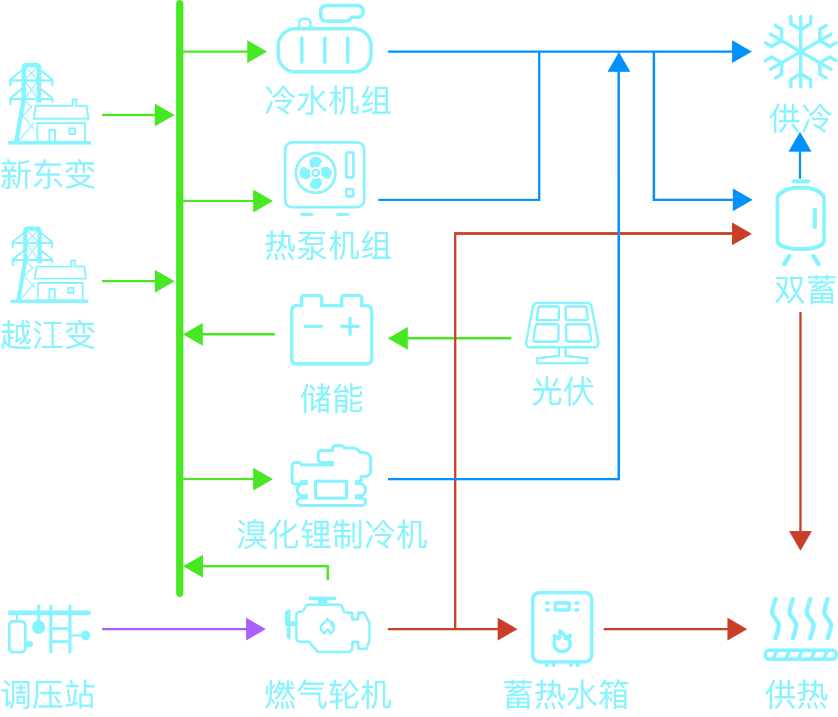 冷水机组
供冷
新东变
热泵机组
双蓄
越江变
储能
光伏
溴化锂制冷机
调压站
燃气轮机
蓄热水箱
供热